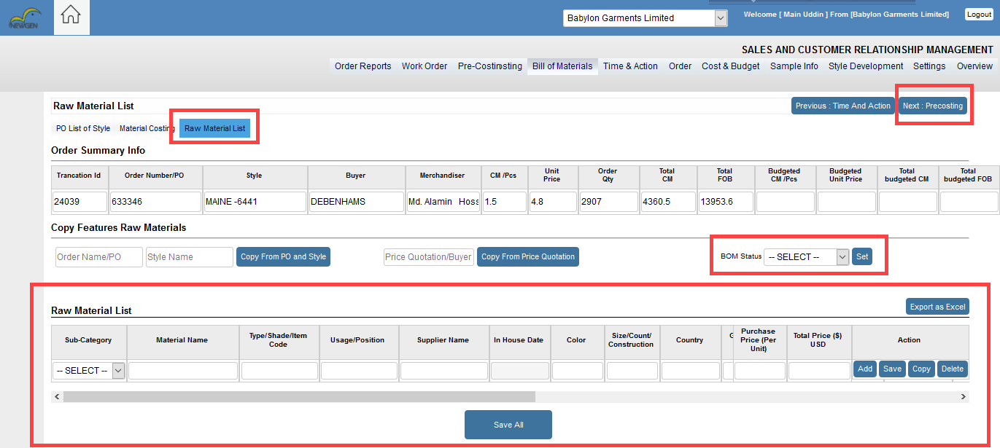 NEWGEN
Babylon Garments Limited
Welcome [ Main Uddin ] From [Babylon Garments Limited]
Logout
SALES AND CUSTOMER RELATIONSHIP MANAGEMENT
Order Reports Work Order Pre-Costimsting Bill of Materials Time & Action Order Cost & Budget Sample Info Style Development Settings Overview
Raw Material List
Previous : Time And Action
Next : Precosting
PO List of Style Material Costing Raw Material List
Order Summary Info
Trancation Id Order Number/PO Style Buyer Merchandiser CM /Pcs Unit Price Order Qty Total CM Total FOB Budgeted CM /Pcs Budgeted Unit Price Total budgeted CM Total budgeted FOB
24039 633346 MAINE -6441 DEBENHAMS Md. Alamin Hoss 1.5 4.8 2907 4360.5 13953.6
Copy Features Raw Materials
Order Name/PO Style Name Copy From PO and Style Price Quotation/Buyer Copy From Price Quotation BOM Status -- SELECT -- Set
Raw Material List
Export as Excel
Sub-Category Material Name Type/Shade/Item Code Usage/Position Supplier Name In House Date Color Size/Count/ Construction Country Purchase Price (Per Unit) Total Price ($) USD Action
-- SELECT -- Add Save Copy Delete
Save All